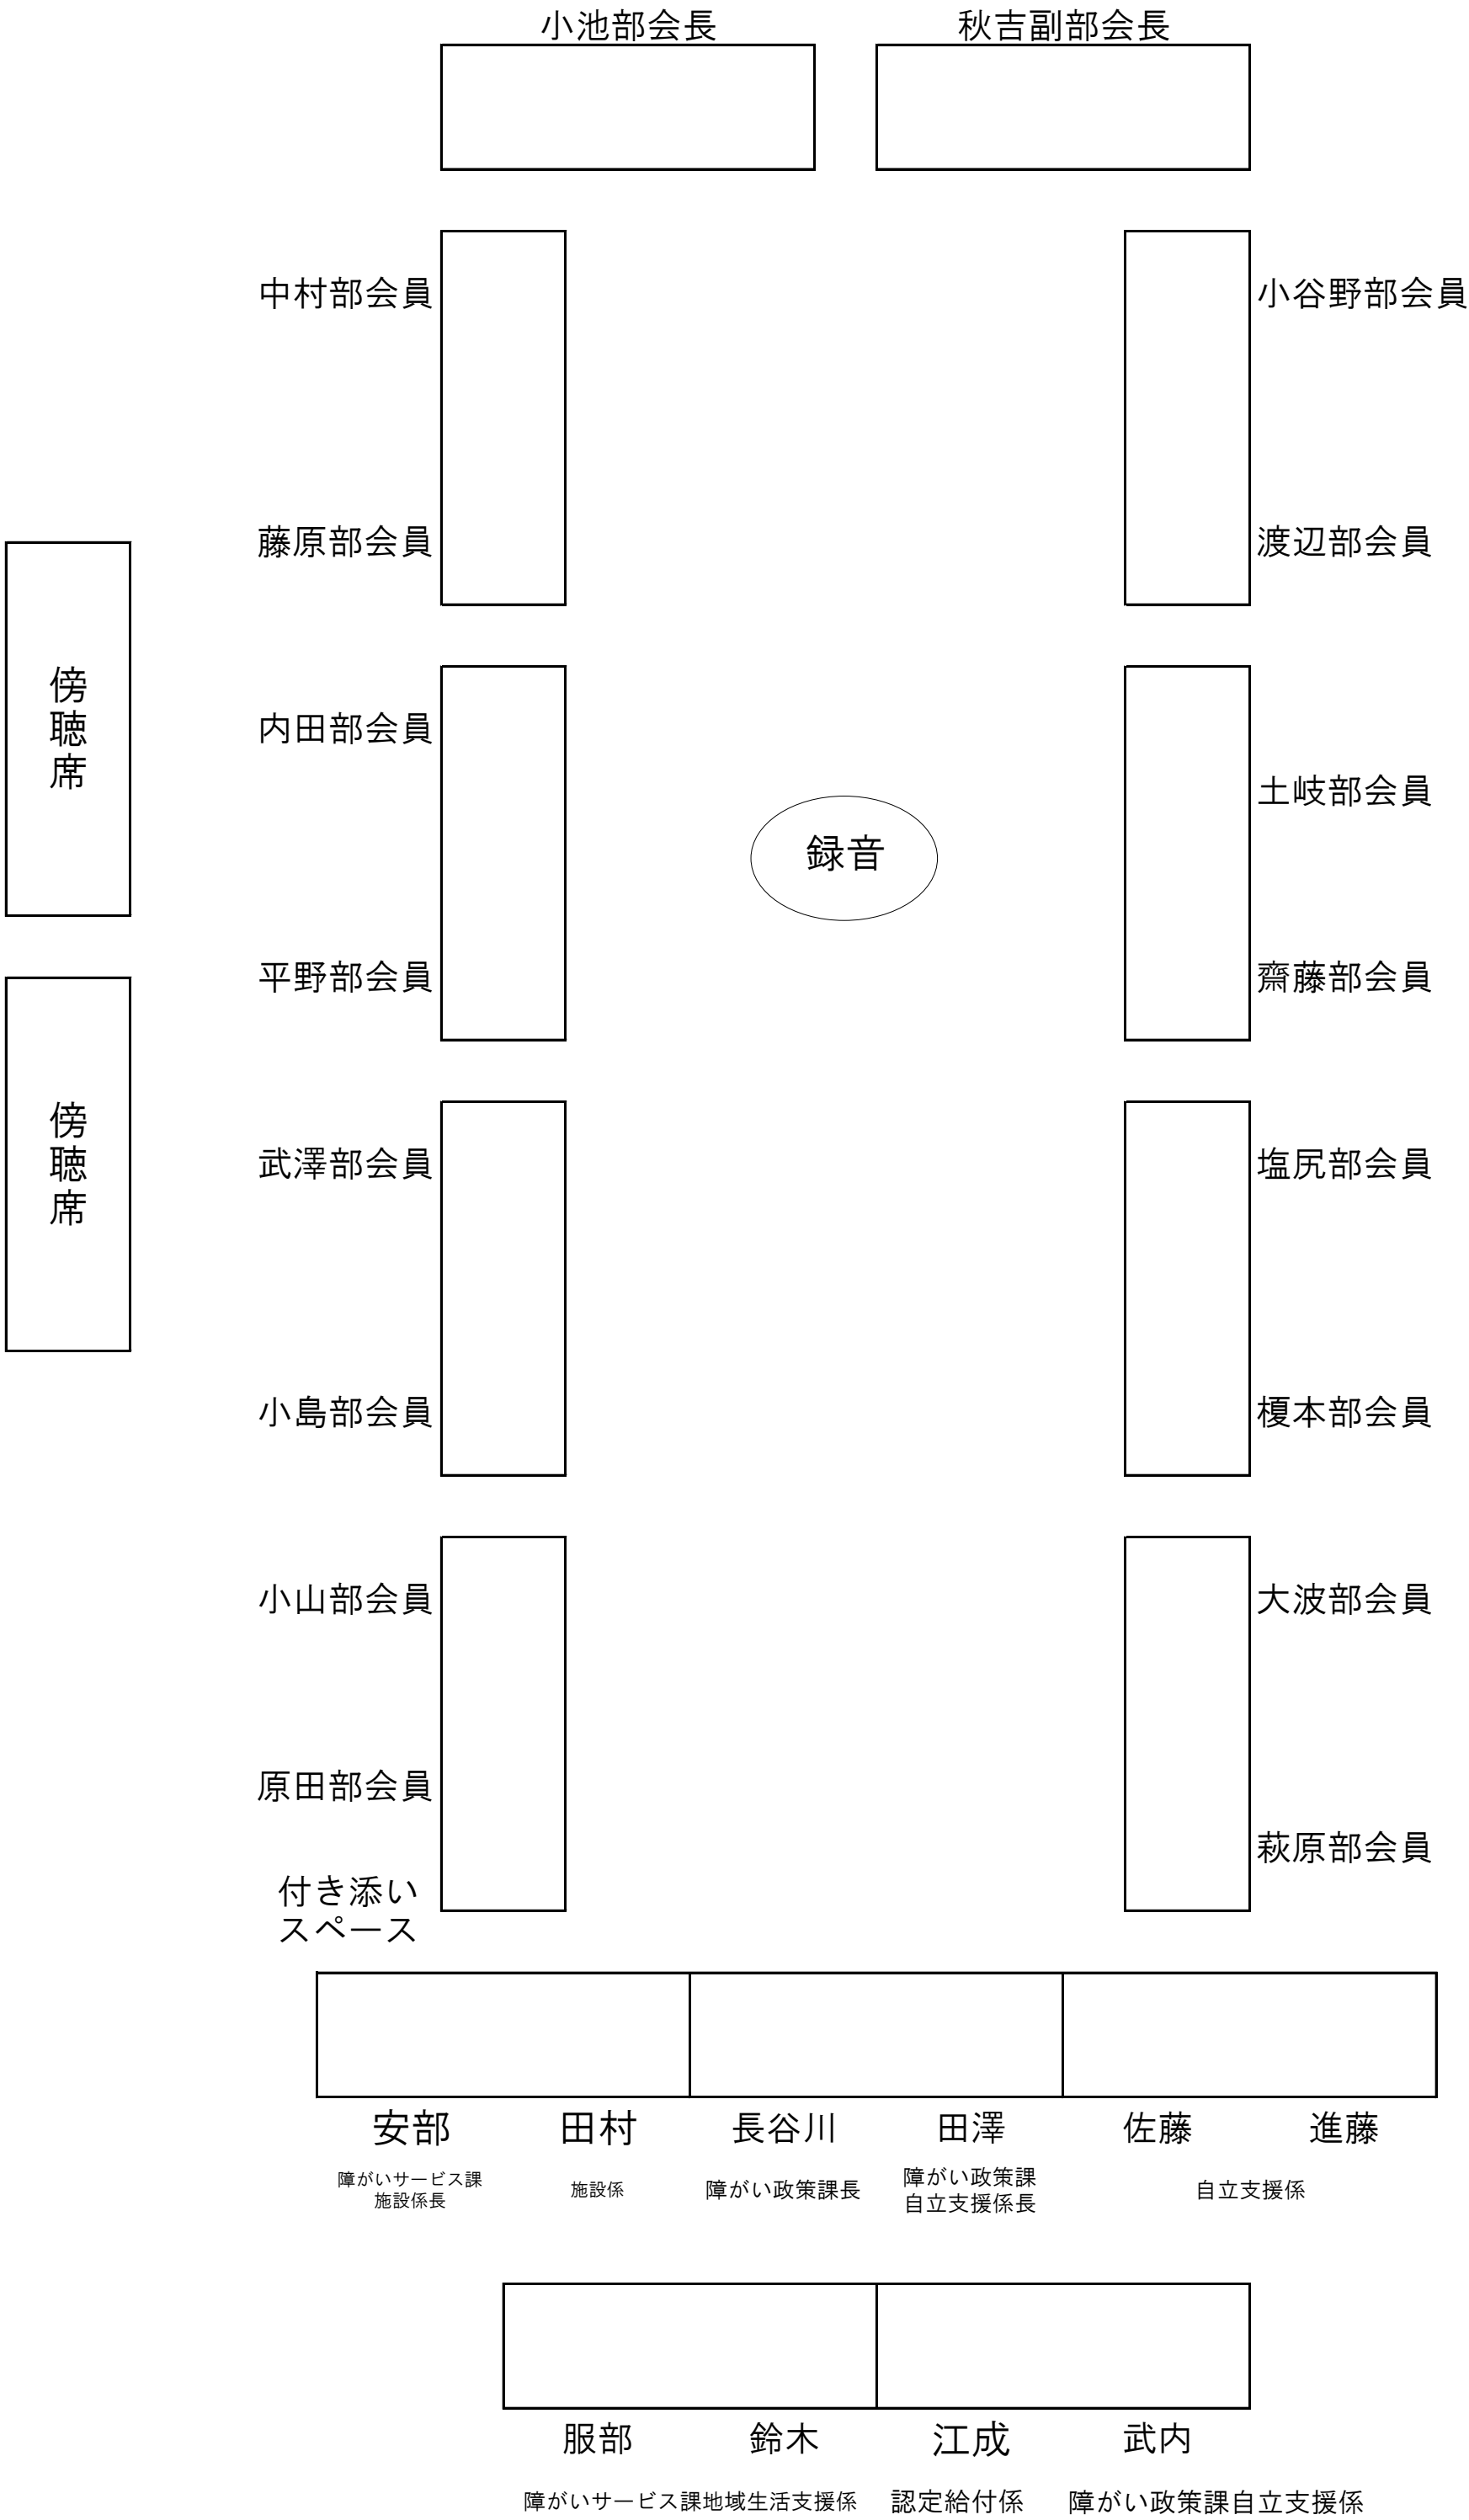 小池部会長
秋吉副部会長
中村部会員
小谷野部会員
藤原部会員
渡辺部会員
傍聴席
内田部会員
土岐部会員
録音
平野部会員
齋藤部会員
傍聴席
武澤部会員
塩尻部会員
小島部会員
榎本部会員
小山部会員
大波部会員
原田部会員
萩原部会員
付き添い
スペース
安部
田村
長谷川
田澤
佐藤
進藤
障がいサービス課
施設係長
施設係
障がい政策課長
障がい政策課
自立支援係長
自立支援係
服部
鈴木
江成
武内
障がいサービス課地域生活支援係
認定給付係
障がい政策課自立支援係